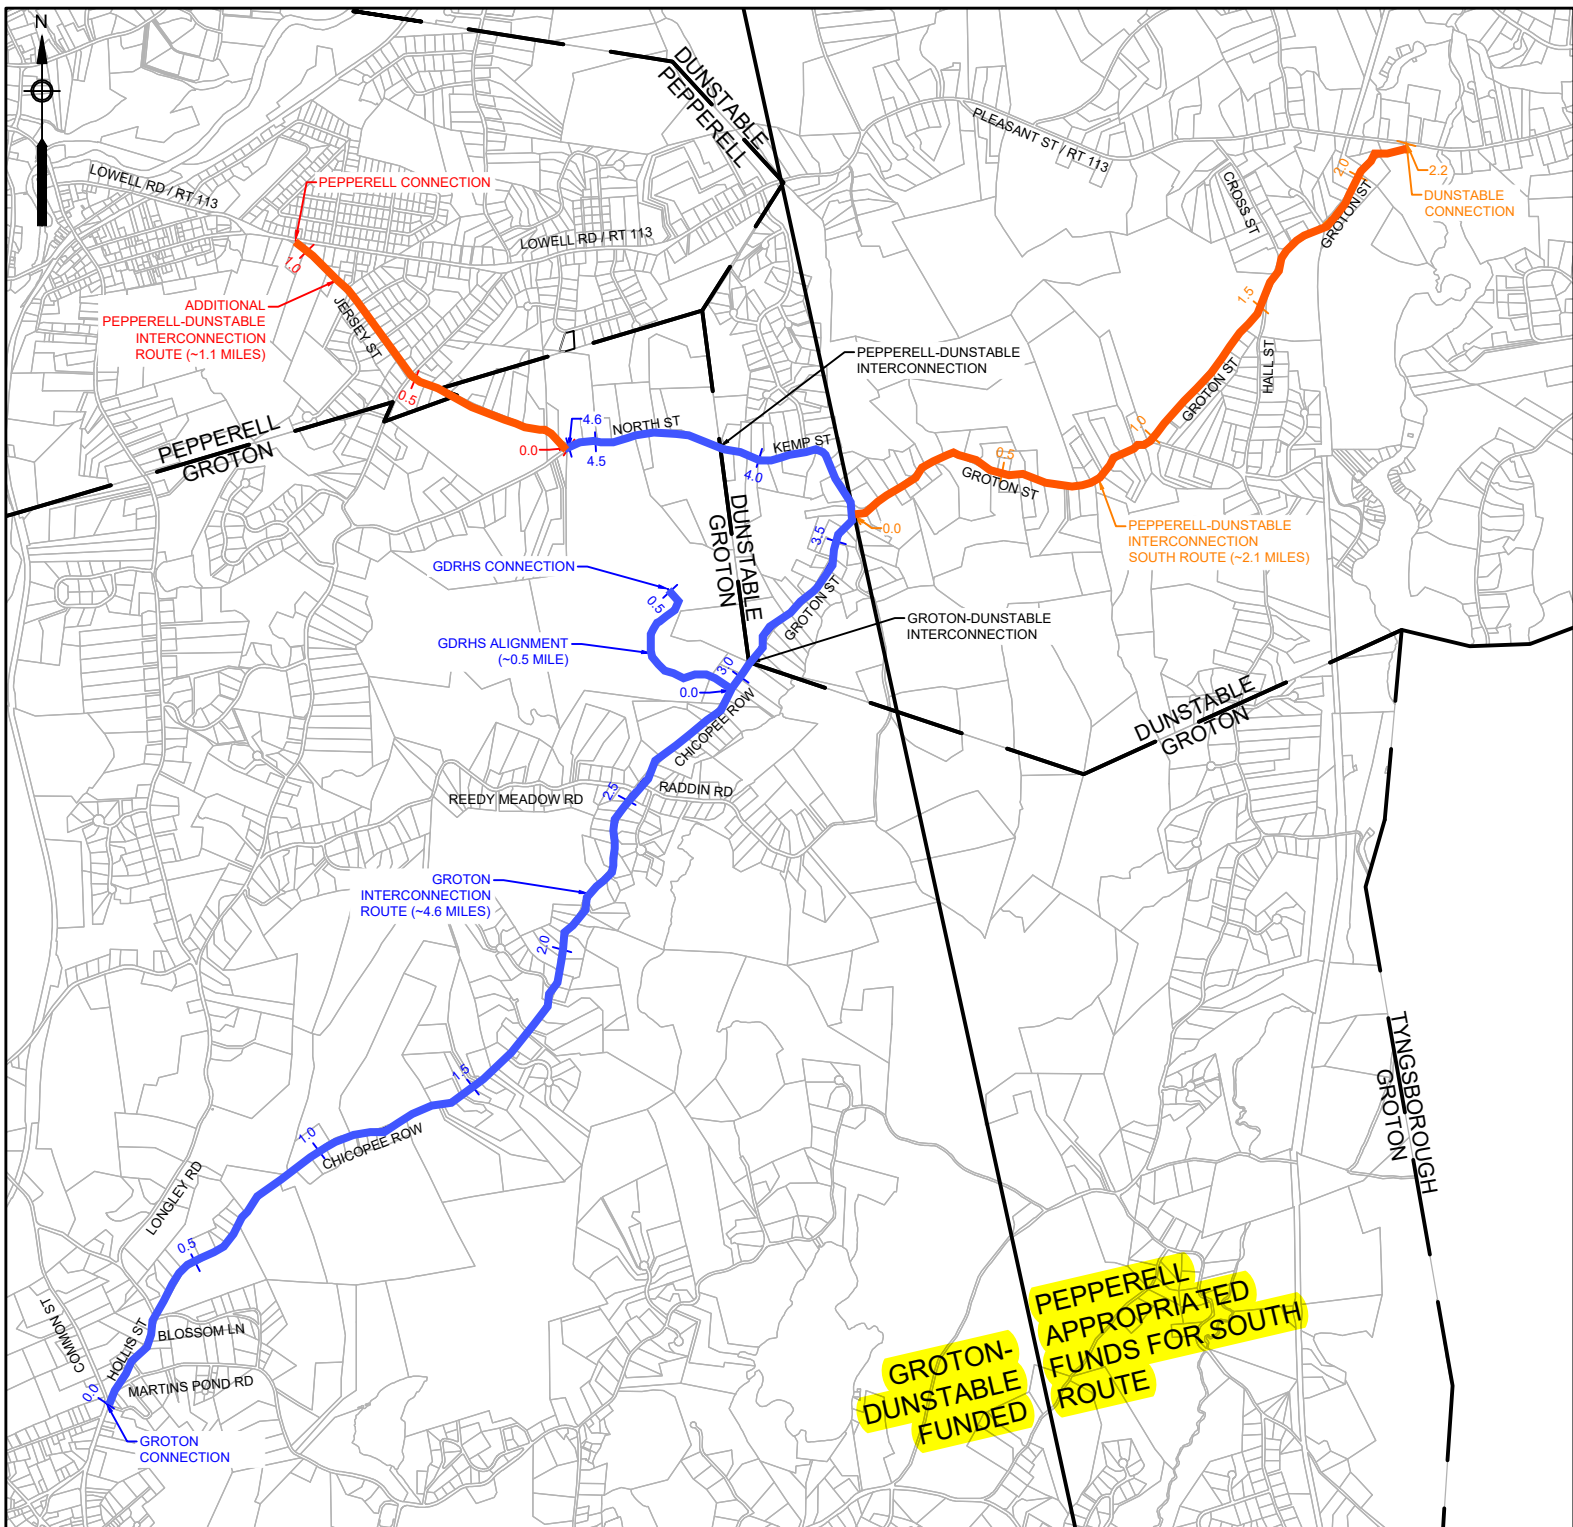 N
DUNSTABLE
PEPPERELL
PLEASANT ST / RT 113
LOWELL RD / RT 113
PEPPERELL CONNECTION
CROSS ST
2.0
2.2
DUNSTABLE
CONNECTION
GROTON ST
LOWELL RD / RT 113
1.0
ADDITIONAL
PEPPERELL-DUNSTABLE
INTERCONNECTION
ROUTE (~1.1 MILES)
JERSEY ST
1.5
HALL ST
GROTON ST
PEPPERELL-DUNSTABLE
INTERCONNECTION
0.5
PEPPERELL
GROTON
4.6
NORTH ST
0.0
4.5
KEMP ST
4.0
1.0
0.5
GROTON ST
DUNSTABLE
GROTON
0.0
3.5
PEPPERELL-DUNSTABLE
INTERCONNECTION
SOUTH ROUTE (~2.1 MILES)
GDRHS CONNECTION
0.5
GROTON ST
GROTON-DUNSTABLE
INTERCONNECTION
GDRHS ALIGNMENT
(~0.5 MILE)
3.0
0.0
CHICOPEE ROW
DUNSTABLE
GROTON
2.5
RADDIN RD
REEDY MEADOW RD
GROTON
INTERCONNECTION
ROUTE (~4.6 MILES)
2.0
TYNGSBOROUGH
GROTON
1.5
1.0
CHICOPEE ROW
LONGLEY RD
0.5
COMMON ST
HOLLIS ST
BLOSSOM LN
MARTINS POND RD
0.0
GROTON
CONNECTION
GROTON-
DUNSTABLE
FUNDED
PEPPERELL
APPROPRIATED
FUNDS FOR SOUTH
ROUTE